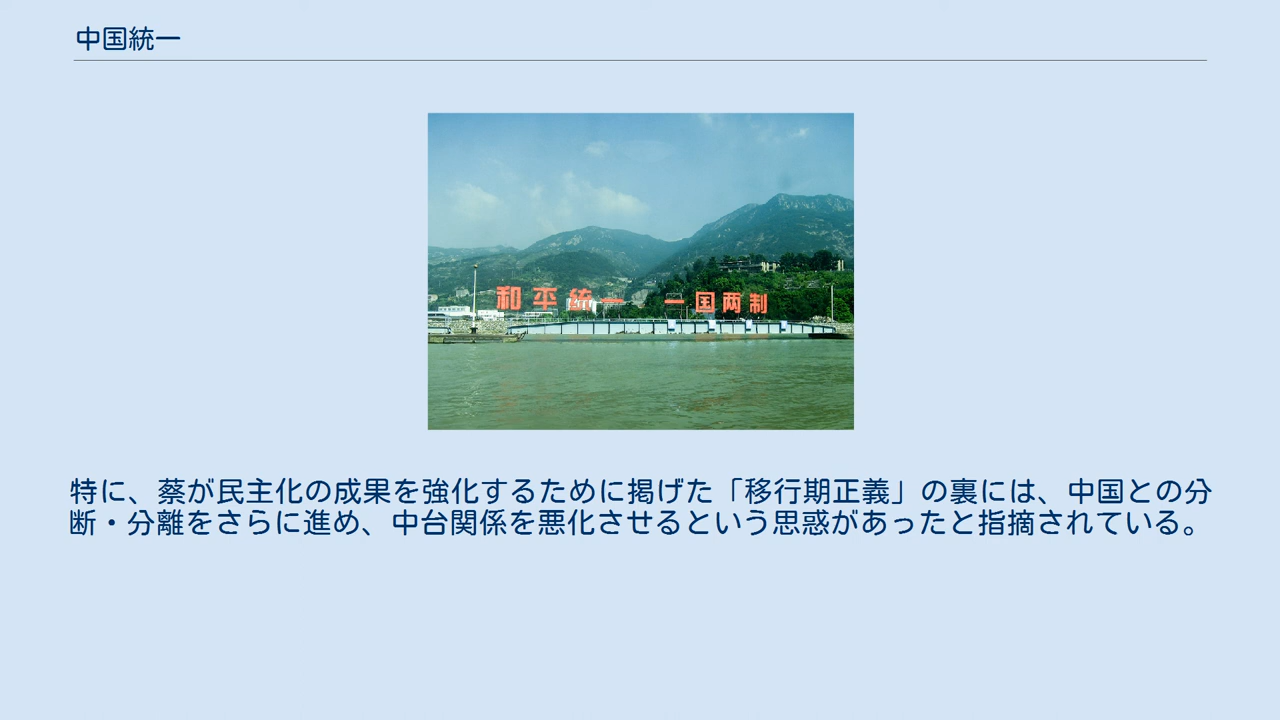 中国統一
和平統一 一国两制
特に、蔡が民主化の成果を強化するために掲げた「移行期正義」の裏には、中国との分
断・分離をさらに進め、中台関係を悪化させるという思惑があったと指摘されている。